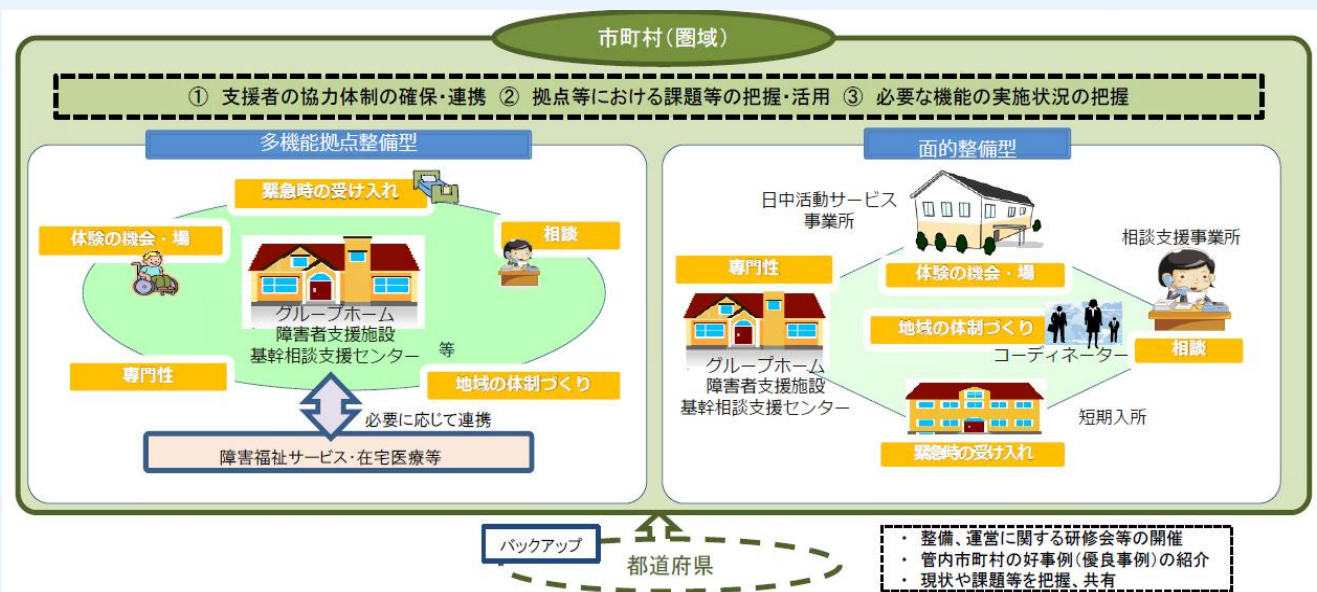 市町村(圏域)
① 支援者の協力体制の確保・連携 ② 拠点等における課題等の把握・活用 ③ 必要な機能の実施状況の把握
多機能拠点整備型
緊急時の受け入れ
体験の機会・場
相談
グループホーム
障害者支援施設
基幹相談支援センター 等
専門性
地域の体制づくり
必要に応じて連携
障害福祉サービス・在宅医療等
面的整備型
日中活動サービス
事業所
相談支援事業所
専門性
体験の機会・場
地域の体制づくり
コーディネーター
相談
グループホーム
障害者支援施設
基幹相談支援センター
短期入所
緊急時の受け入れ
バックアップ
都道府県
・ 整備、運営に関する研修会等の開催
・ 管内市町村の好事例(優良事例)の紹介
・ 現状や課題等を把握、共有